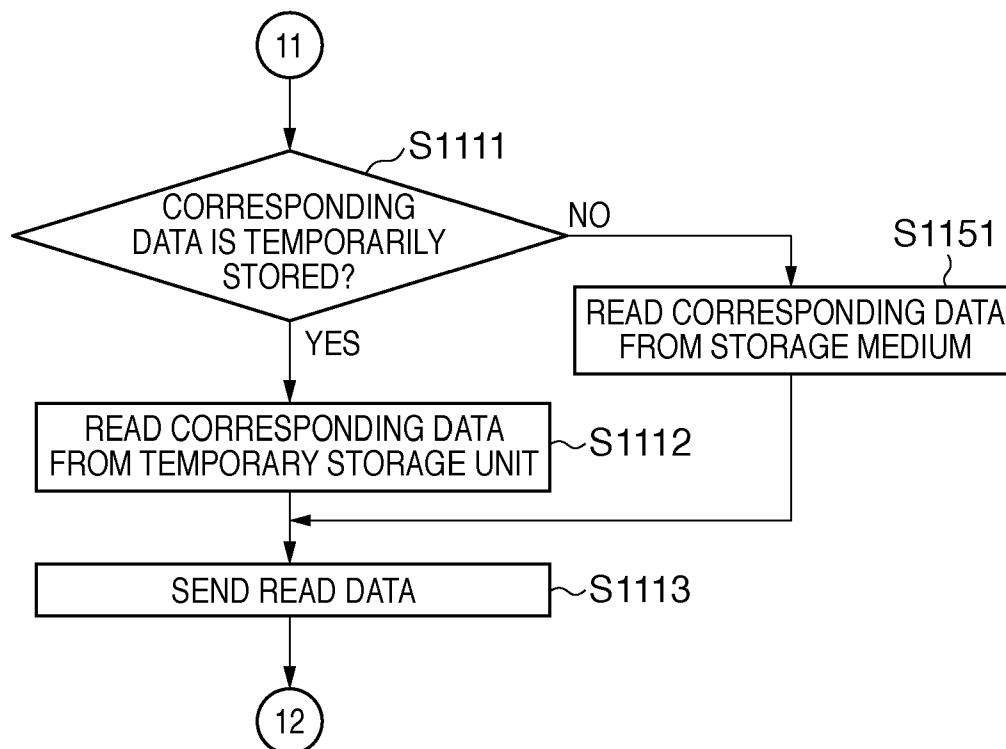 11
S1111
CORRESPONDING
DATA IS TEMPORARILY
STORED?
NO
S1151
READ CORRESPONDING DATA
FROM STORAGE MEDIUM
YES
READ CORRESPONDING DATA
FROM TEMPORARY STORAGE UNIT
S1112
SEND READ DATA
S1113
12